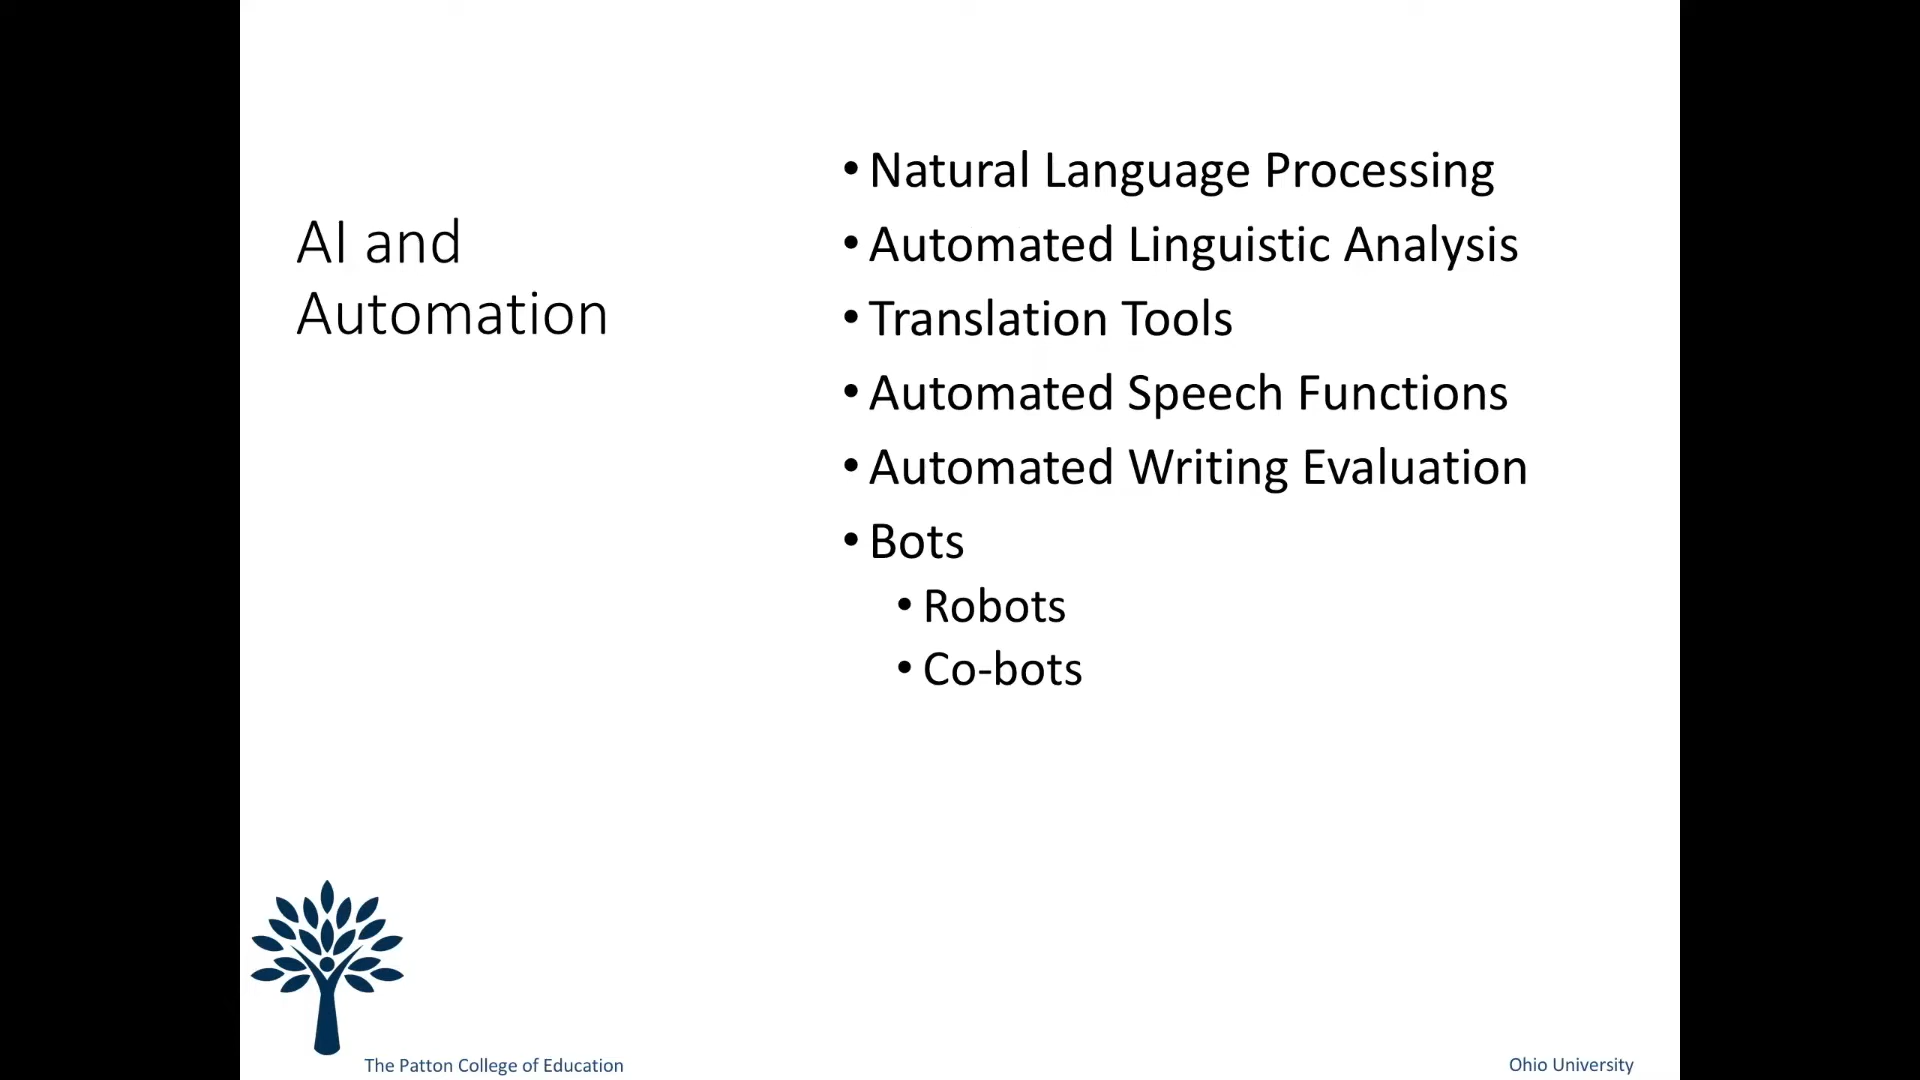 AI and
Automation
• Natural Language Processing
• Automated Linguistic Analysis
• Translation Tools
• Automated Speech Functions
• Automated Writing Evaluation
• Bots
• Robots
• Co-bots
The Patton College of Education
Ohio University